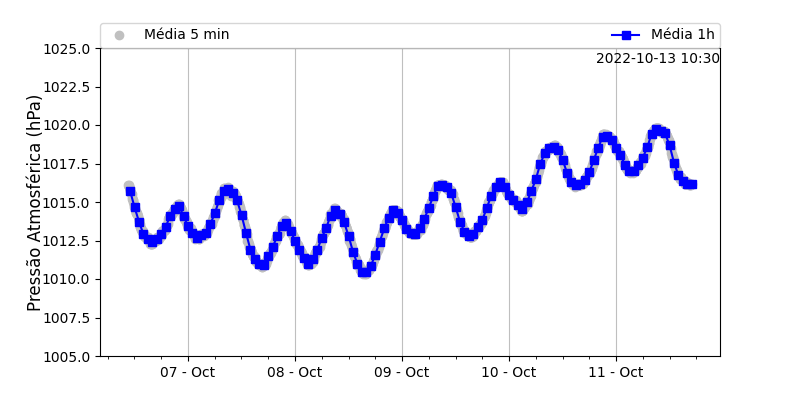 Média 5 min
Média 1h
2022-10-13 10:30
Pressão Atmosférica (hPa)
1025.0
1022.5
1020.0
1017.5
1015.0
1012.5
1010.0
1007.5
1005.0
07 - Oct
08 - Oct
09 - Oct
10 - Oct
11 - Oct